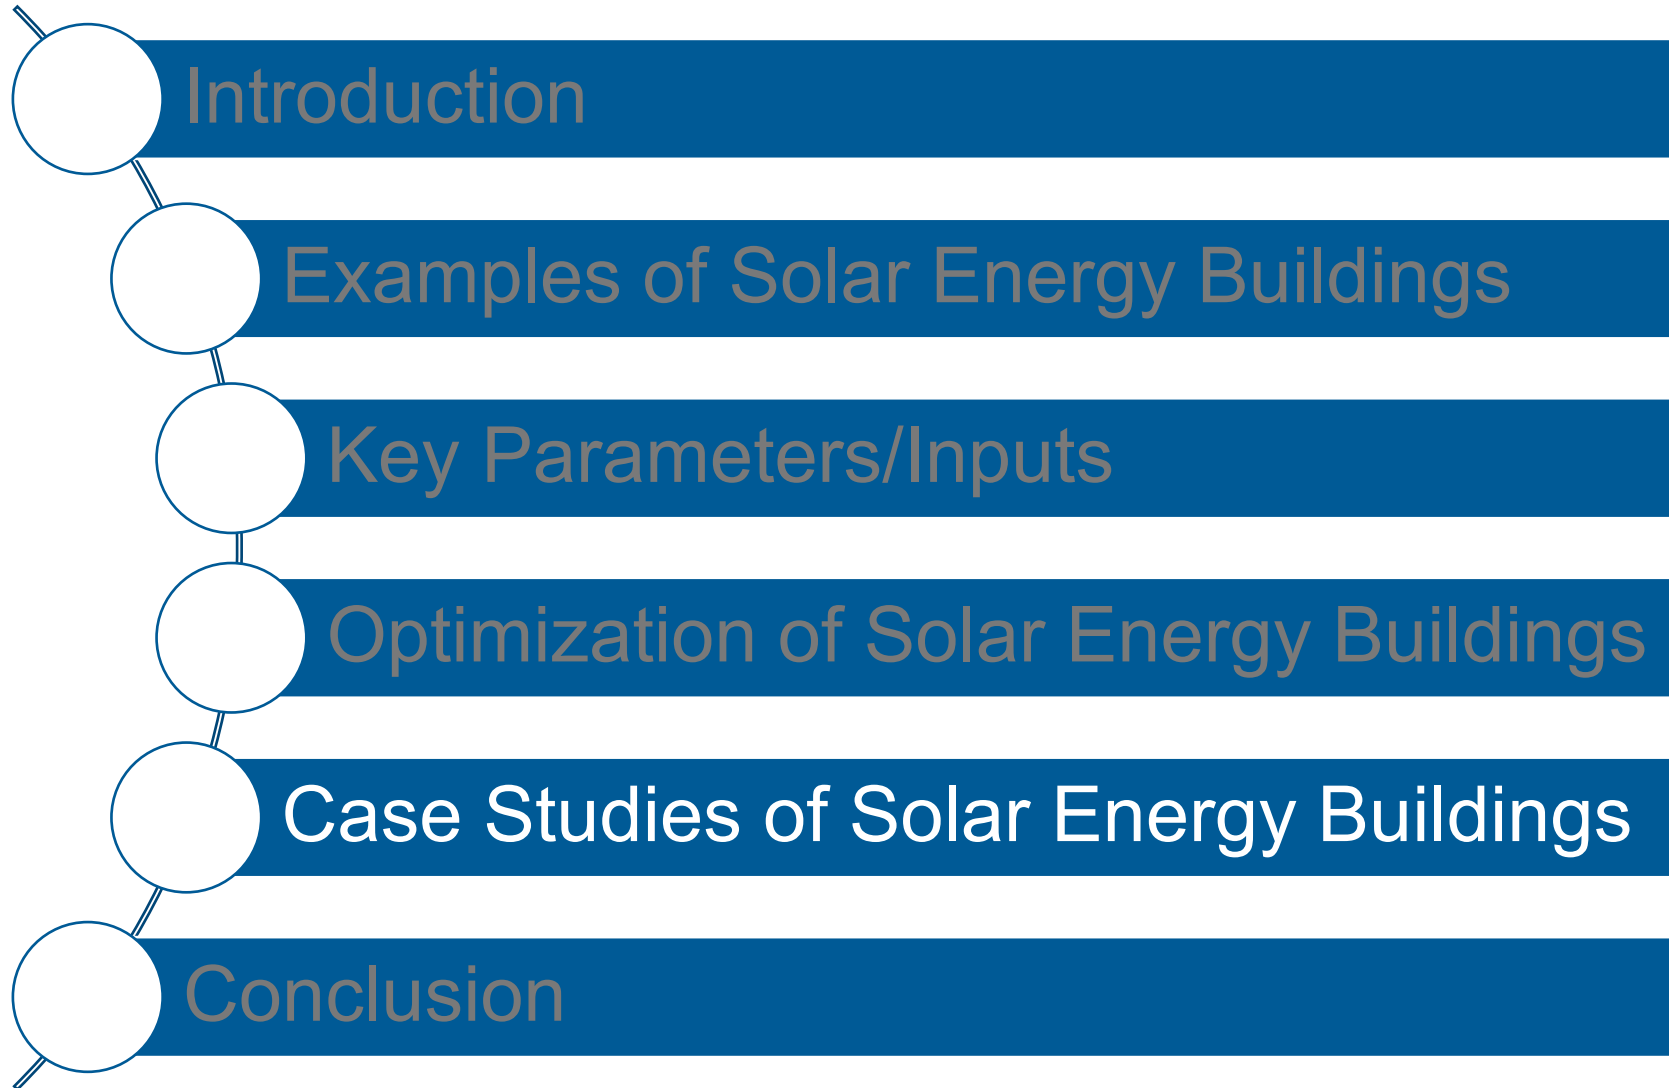 Introduction
Examples of Solar Energy Buildings
Key Parameters/Inputs
Optimization of Solar Energy Buildings
Case Studies of Solar Energy Buildings
Conclusion